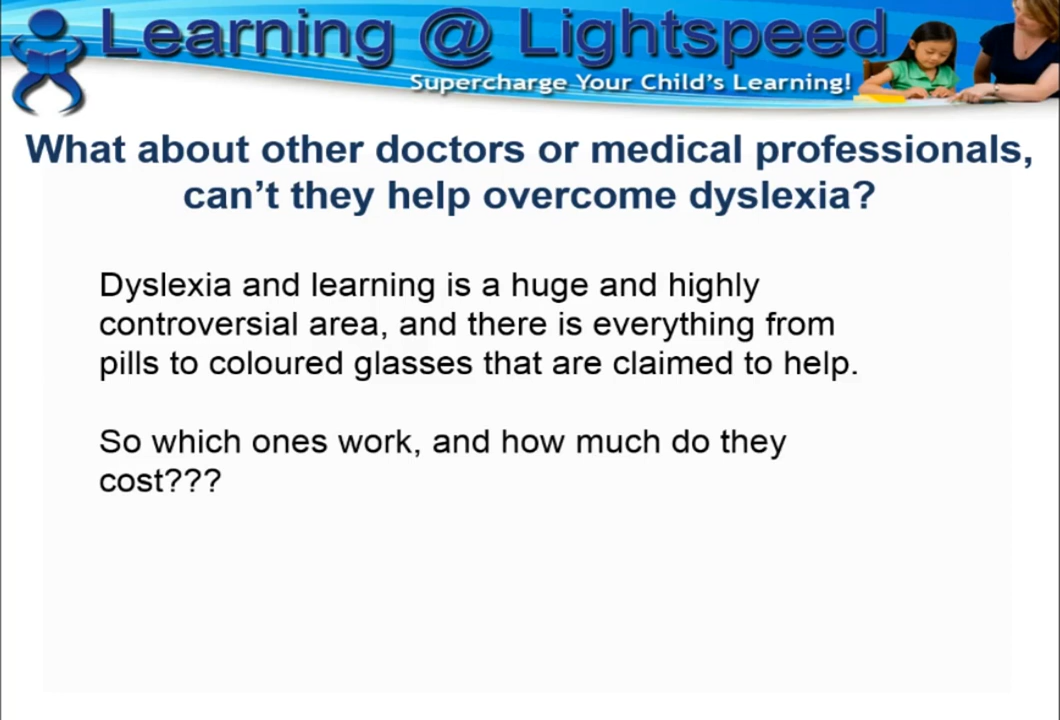 Learning @ Lightspeed
Supercharge Your Child's Learning!
What about other doctors or medical professionals,
can't they help overcome dyslexia?
Dyslexia and learning is a huge and highly
controversial area, and there is everything from
pills to coloured glasses that are claimed to help.
So which ones work, and how much do they
cost???